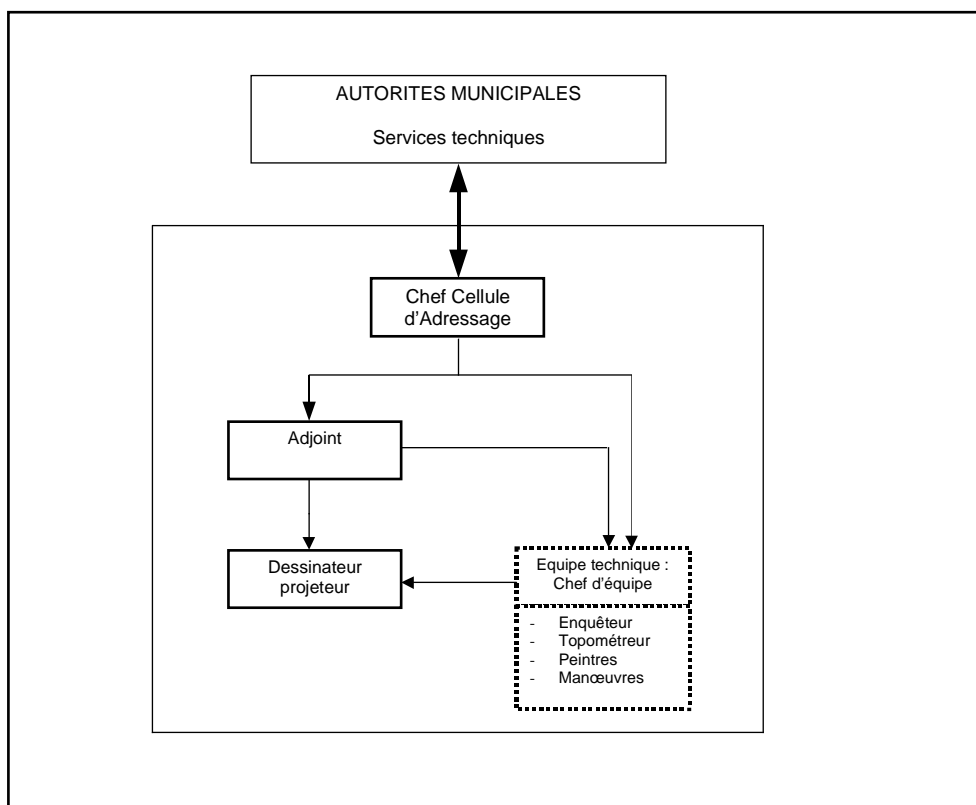 AUTORITES MUNICIPALES
Services techniques
Chef Cellule
d'Adressage
Adjoint
Dessinateur
projeteur
Equipe technique :
Chef d'équipe
- Enquêteur
- Topométreur
- Peintres
- Manœuvres